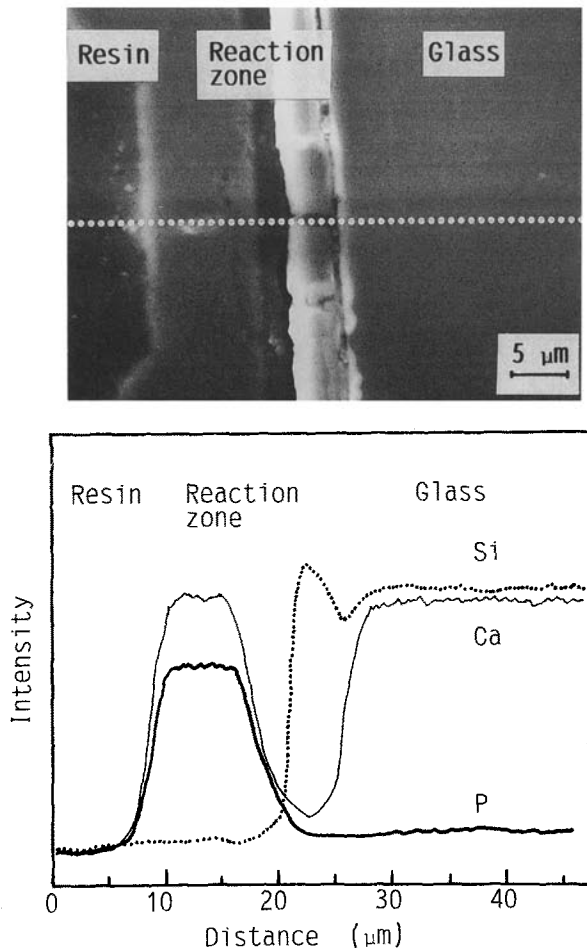 Resin Reaction Glass
zone
5 μm
Resin Reaction Glass
zone
Si
Ca
P
Intensity
0 10 20 30 40
Distance (μm)